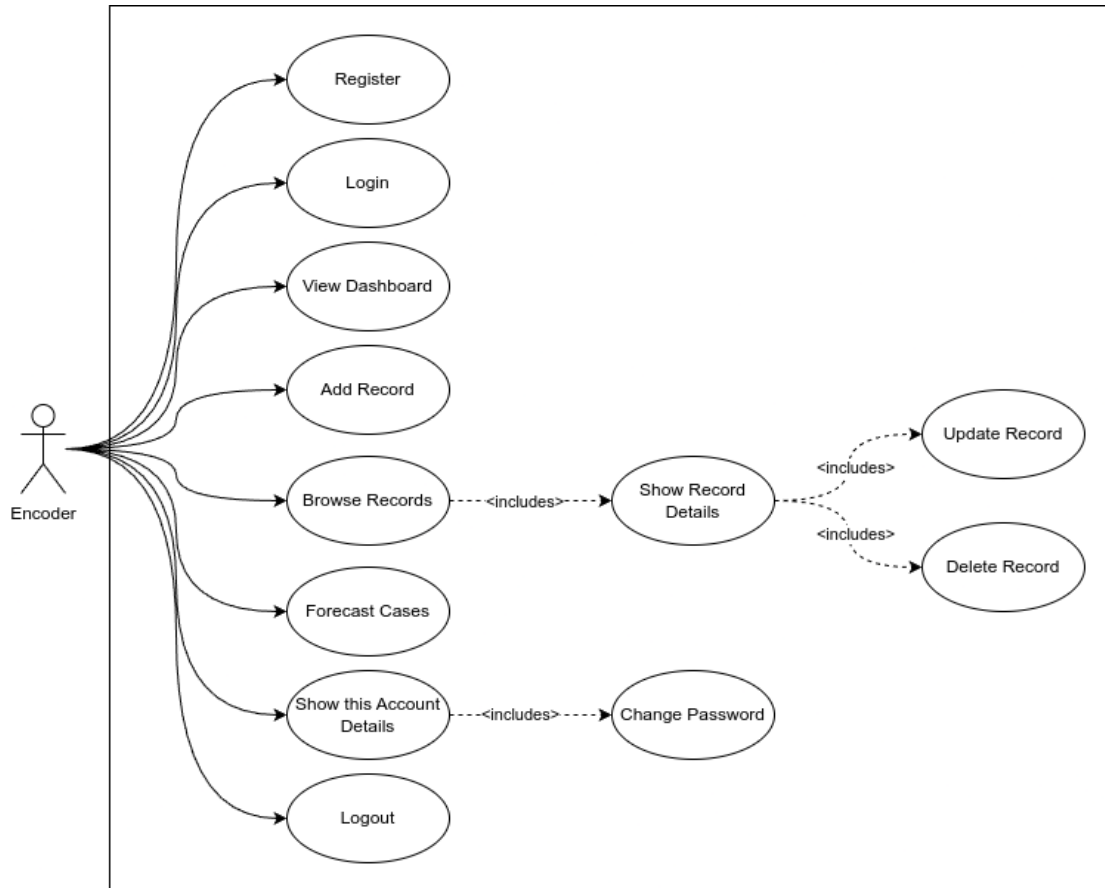 Register
Login
View Dashboard
Add Record
Encoder
Browse Records
<includes>
Show Record
Details
<includes>
Update Record
<includes>
Delete Record
Forecast Cases
Show this Account
Details
<includes>
Change Password
Logout